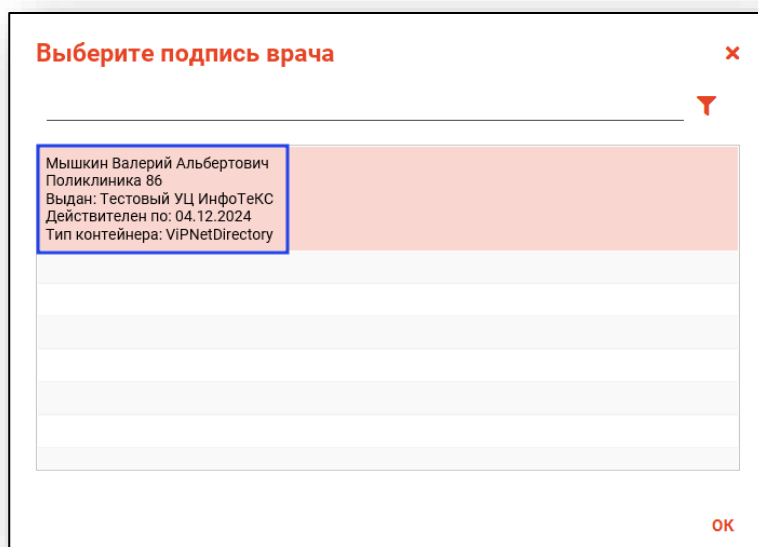 Выберите подпись врача
Мышкин Валерий Альбертович
Поликлиника 86
Выдан: Тестовый УЦ ИнфоТеКС
Действителен по: 04.12.2024
Тип контейнера: ViPNetDirectory
ОК